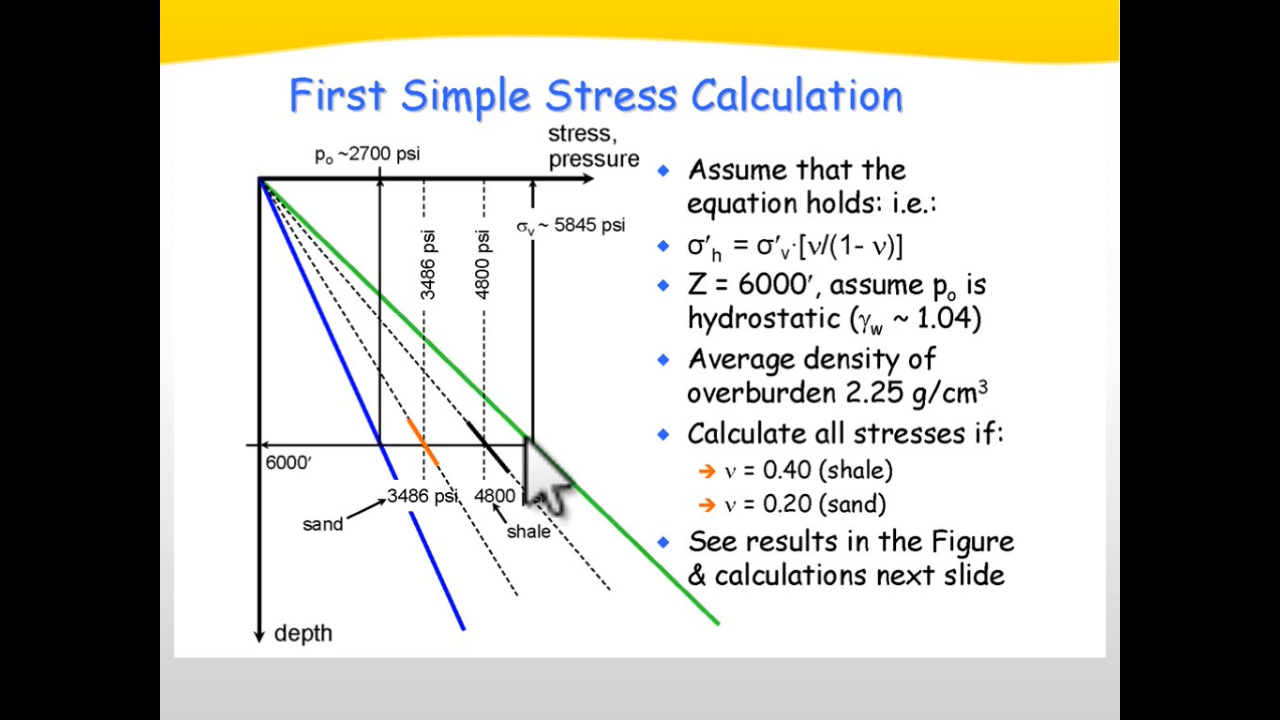 First Simple Stress Calculation
stress,
pressure
pₒ ~2700 psi
σᵥ ~ 5845 psi
3486 psi
4800 psi
6000′
3486 psi
4800
sand
shale
depth
Assume that the
equation holds: i.e.:
σ′ₕ = σ′ᵥ·[ν/(1- ν)]
Z = 6000′, assume pₒ is
hydrostatic (γw ~ 1.04)
Average density of
overburden 2.25 g/cm³
Calculate all stresses if:
ν = 0.40 (shale)
ν = 0.20 (sand)
See results in the Figure
& calculations next slide